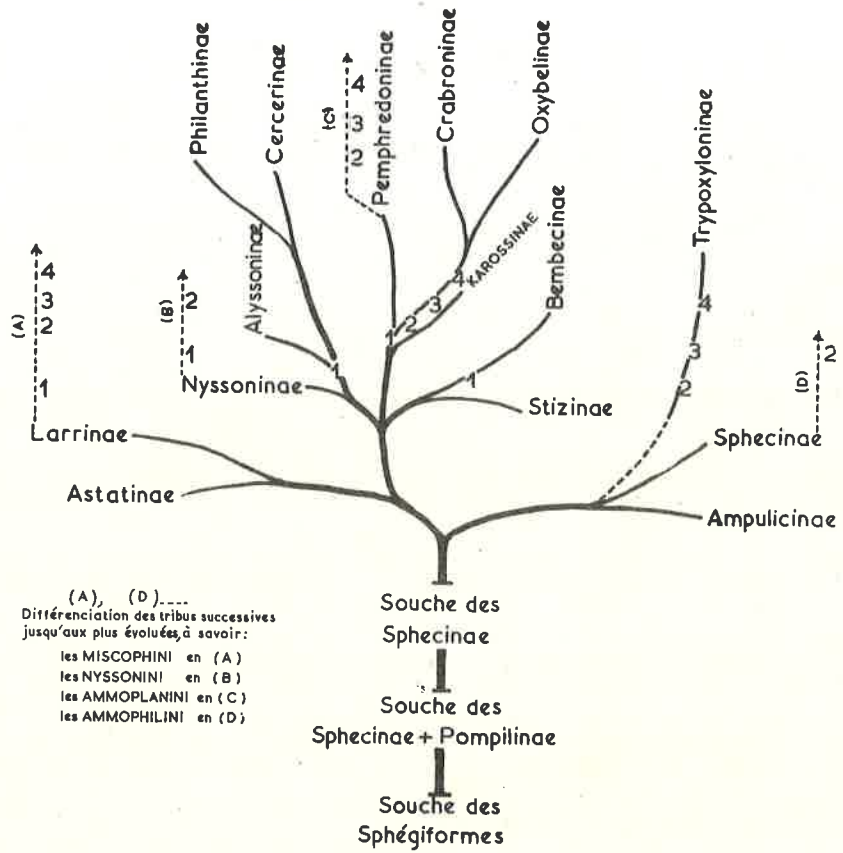 Philanthinae
Cercerinae
(C)
4
3
2
Pemphredoninae
Crabroninae
Oxybelinae
Trypoxyloninae
Alyssoninae
KAROSSINAE
Bembecinae
(A)
4
3
2
1
(B)
2
1
4
3
2
1
1
1
4
3
2
(D)
2
Nyssoninae
Stizinae
Larrinae
Sphecinae
Astatinae
Ampulicinae
(A), (D)....
Différenciation des tribus successives
jusqu'aux plus évoluées, à savoir:
les MISCOPHINI en (A)
les NYSSONINI en (B)
les AMMOPLANINI en (C)
les AMMOPHILINI en (D)
Souche des
Sphecinae
Souche des
Sphecinae + Pompilinae
Souche des
Sphégiformes